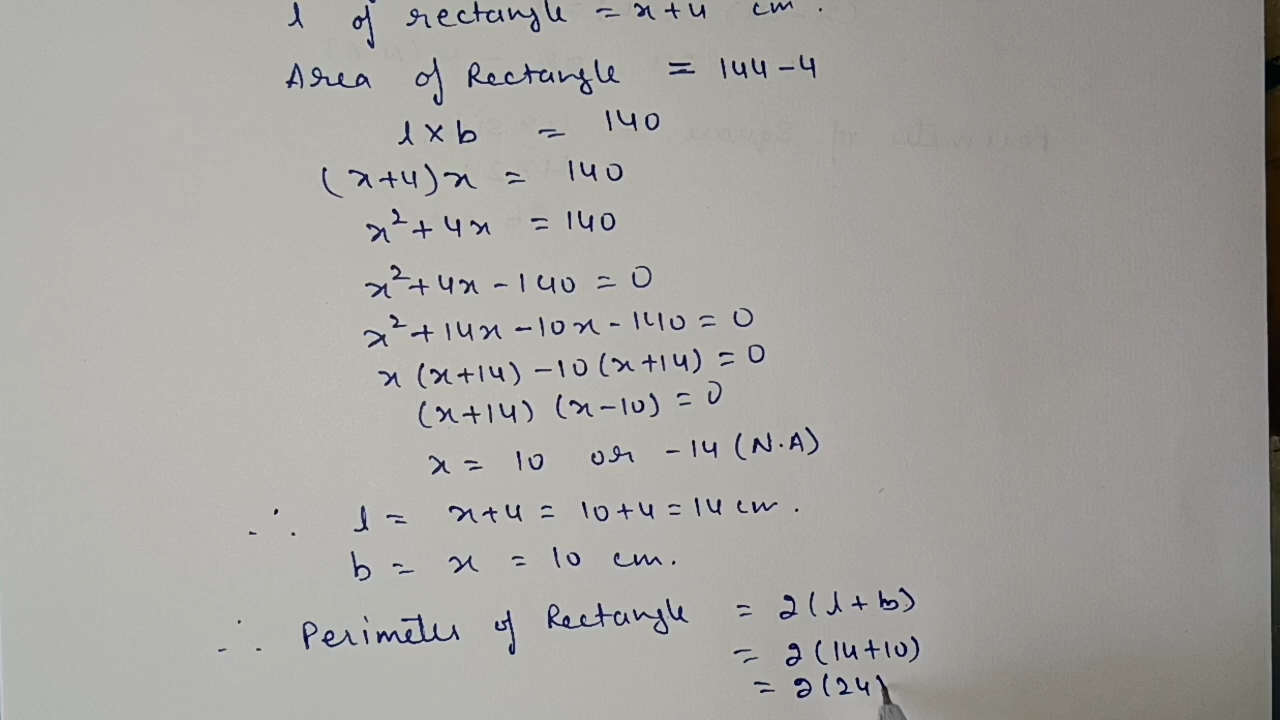 l of rectangle = x+4 cm.
Area of Rectangle = 144-4
l×b = 140
(x+4)x = 140
x²+4x = 140
x²+4x-140=0
x²+14x-10x-140=0
x(x+14)-10(x+14)=0
(x+14)(x-10)=0
x = 10 or -14 (N.A)
∴ l = x+4 = 10+4 = 14 cm.
b = x = 10 cm.
∴ Perimeter of Rectangle = 2(l+b)
= 2(14+10)
= 2(24)